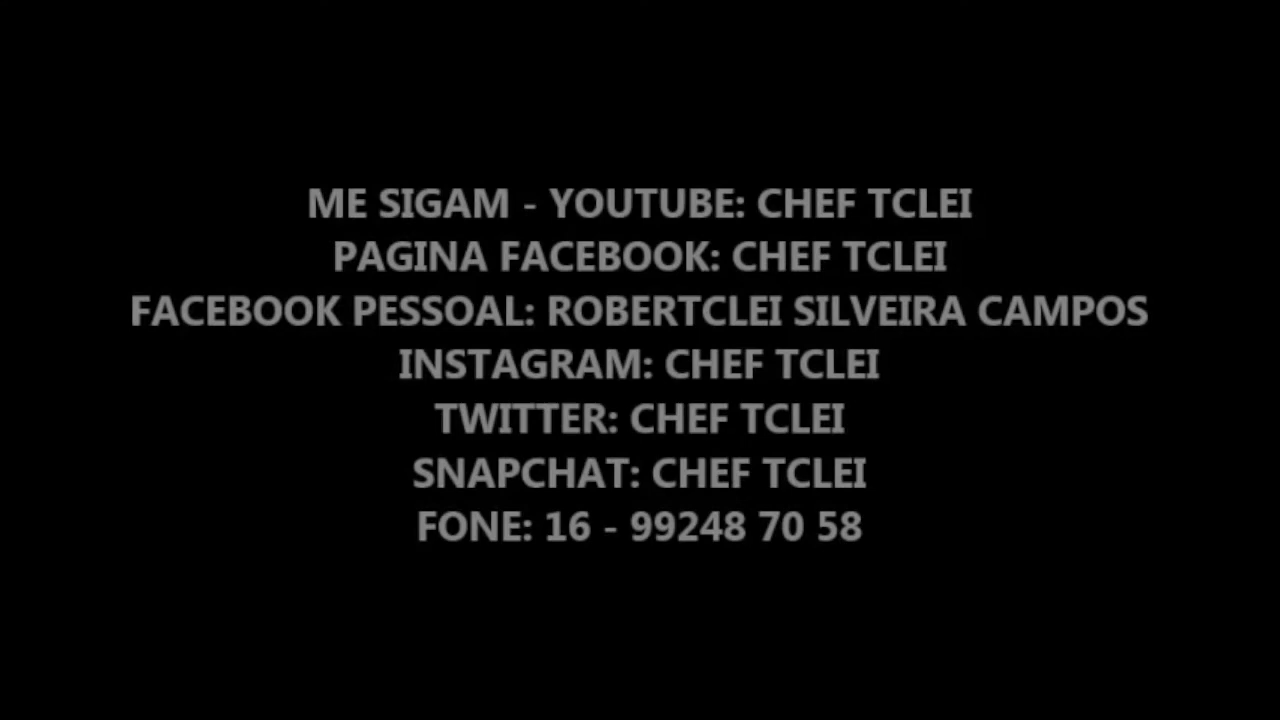 ME SIGAM - YOUTUBE: CHEF TCLEI
PAGINA FACEBOOK: CHEF TCLEI
FACEBOOK PESSOAL: ROBERTCLEI SILVEIRA CAMPOS
INSTAGRAM: CHEF TCLEI
TWITTER: CHEF TCLEI
SNAPCHAT: CHEF TCLEI
FONE: 16 - 99248 70 58